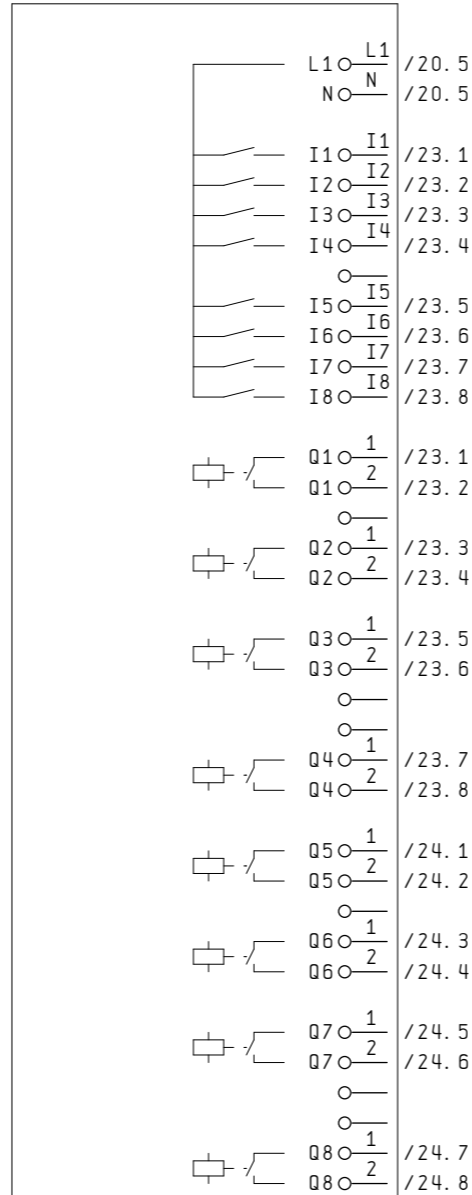 L1 L1 /20.5
N N /20.5
I1 I1 /23.1
I2 I2 /23.2
I3 I3 /23.3
I4 I4 /23.4
I5 I5 /23.5
I6 I6 /23.6
I7 I7 /23.7
I8 I8 /23.8
Q1 1 /23.1
Q1 2 /23.2
Q2 1 /23.3
Q2 2 /23.4
Q3 1 /23.5
Q3 2 /23.6
Q4 1 /23.7
Q4 2 /23.8
Q5 1 /24.1
Q5 2 /24.2
Q6 1 /24.3
Q6 2 /24.4
Q7 1 /24.5
Q7 2 /24.6
Q8 1 /24.7
Q8 2 /24.8